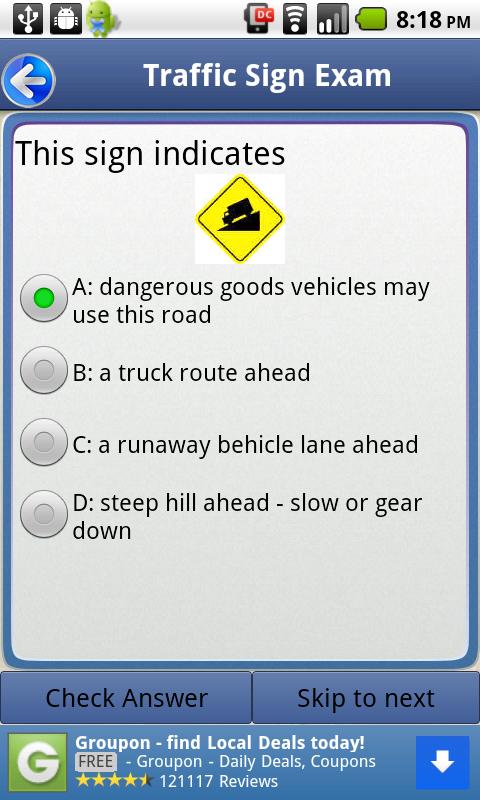 DC
8:18 PM
Traffic Sign Exam
This sign indicates
A: dangerous goods vehicles may
use this road
B: a truck route ahead
C: a runaway behicle lane ahead
D: steep hill ahead - slow or gear
down
Check Answer
Skip to next
G
Groupon - find Local Deals today!
FREE - Groupon - Daily Deals, Coupons
121117 Reviews